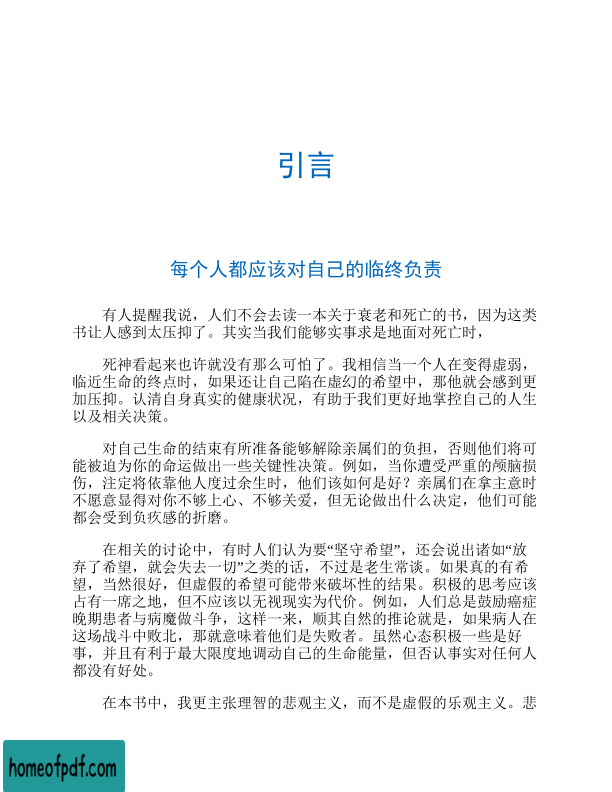 引言
每个人都应该对自己的临终负责
有人提醒我说，人们不会去读一本关于衰老和死亡的书，因为这类
书让人感到太压抑了。其实当我们能够实事求是地面对死亡时，
死神看起来也许就没有那么可怕了。我相信当一个人在变得虚弱，
临近生命的终点时，如果还让自己陷在虚幻的希望中，那他就会感到更
加压抑。认清自身真实的健康状况，有助于我们更好地掌控自己的人生
以及相关决策。
对自己生命的结束有所准备能够解除亲属们的负担，否则他们将可
能被迫为你的命运做出一些关键性决策。例如，当你遭受严重的颅脑损
伤，注定将依靠他人度过余生时，他们该如何是好？亲属们在拿主意时
不愿意显得对你不够上心、不够关爱，但无论做出什么决定，他们可能
都会受到负疚感的折磨。
在相关的讨论中，有时人们认为要“坚守希望”，还会说出诸如“放
弃了希望，就会失去一切”之类的话，不过是老生常谈。如果真的有希
望，当然很好，但虚假的希望可能带来破坏性的结果。积极的思考应该
占有一席之地，但不应该以无视现实为代价。例如，人们总是鼓励癌症
晚期患者与病魔做斗争，这样一来，顺其自然的推论就是，如果病人在
这场战斗中败北，那就意味着他们是失败者。虽然心态积极一些是好
事，并且有利于最大限度地调动自己的生命能量，但否认事实对任何人
都没有好处。
在本书中，我更主张理智的悲观主义，而不是虚假的乐观主义。悲
homeofpdf.com